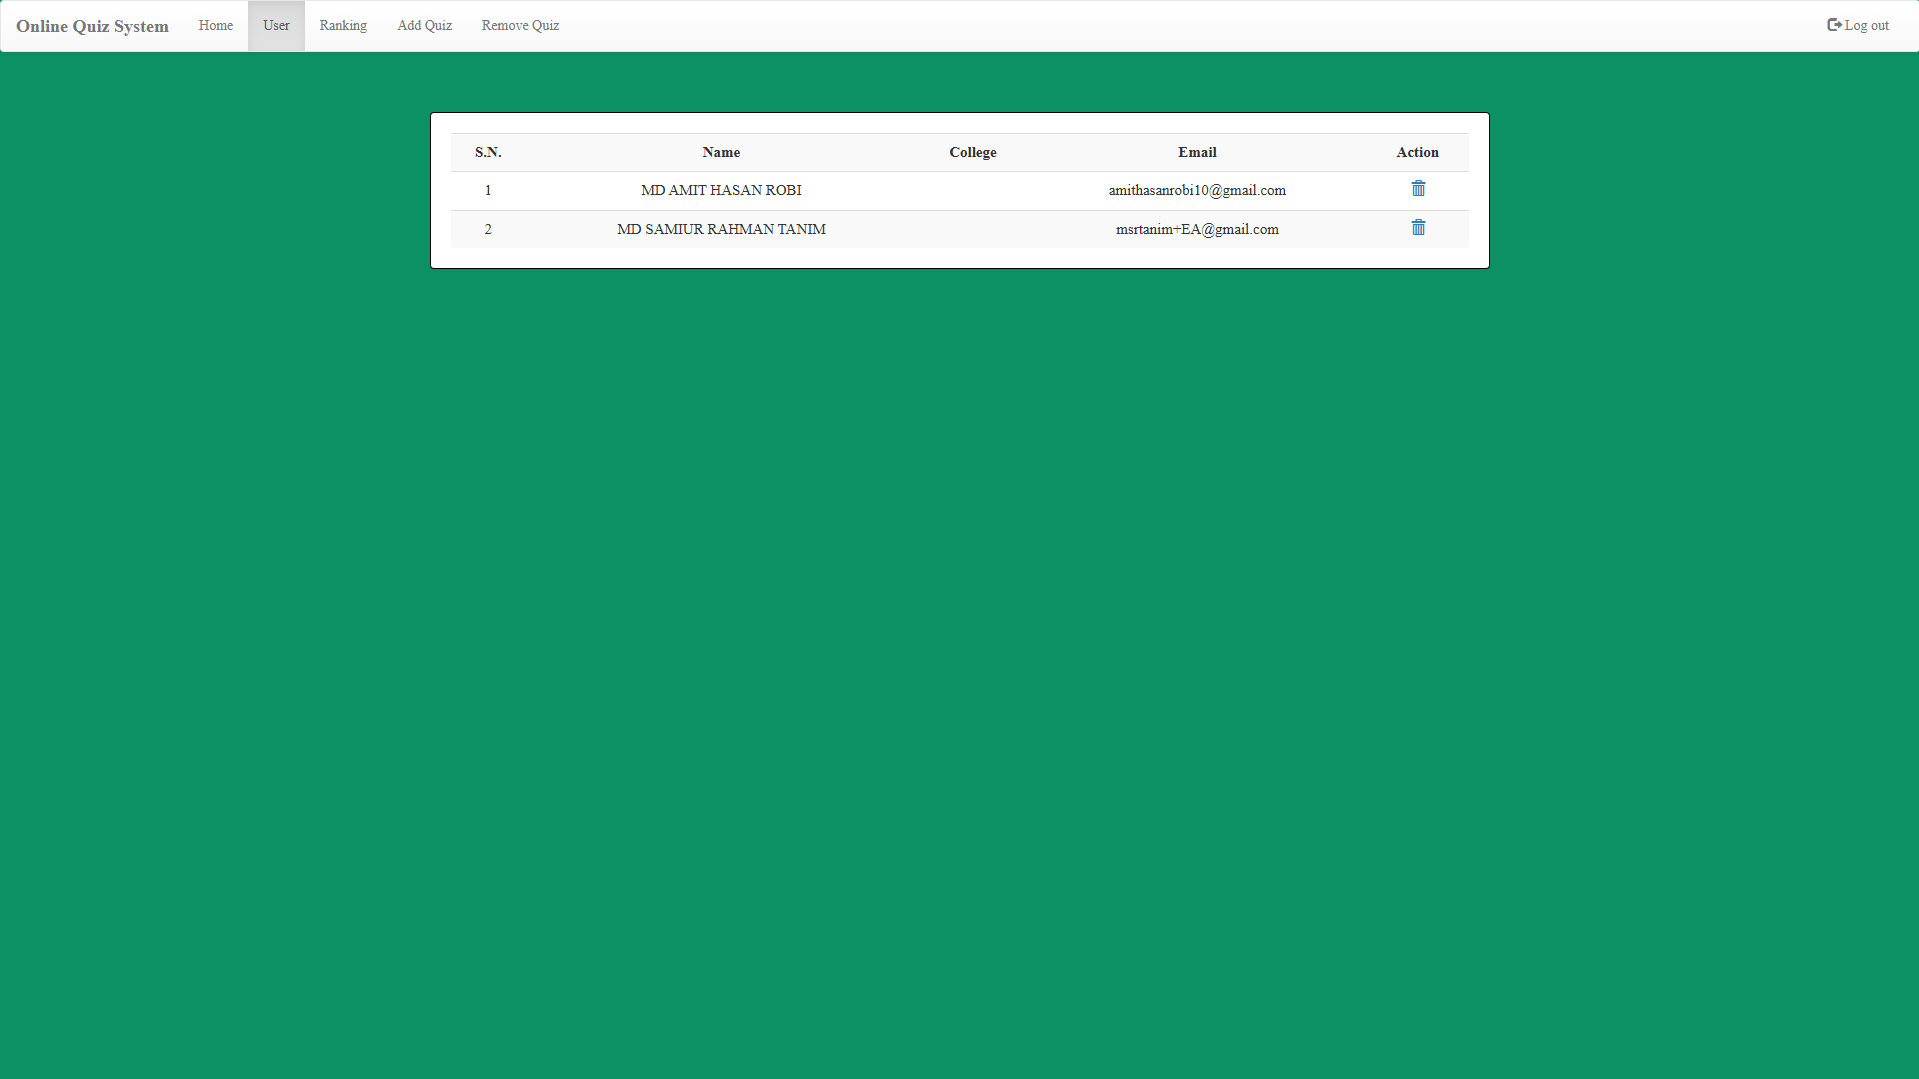 Online Quiz System Home User Ranking Add Quiz Remove Quiz Log out
S.N. Name College Email Action
1 MD AMIT HASAN ROBI amithasanrobi10@gmail.com
2 MD SAMIUR RAHMAN TANIM msrtanim+EA@gmail.com